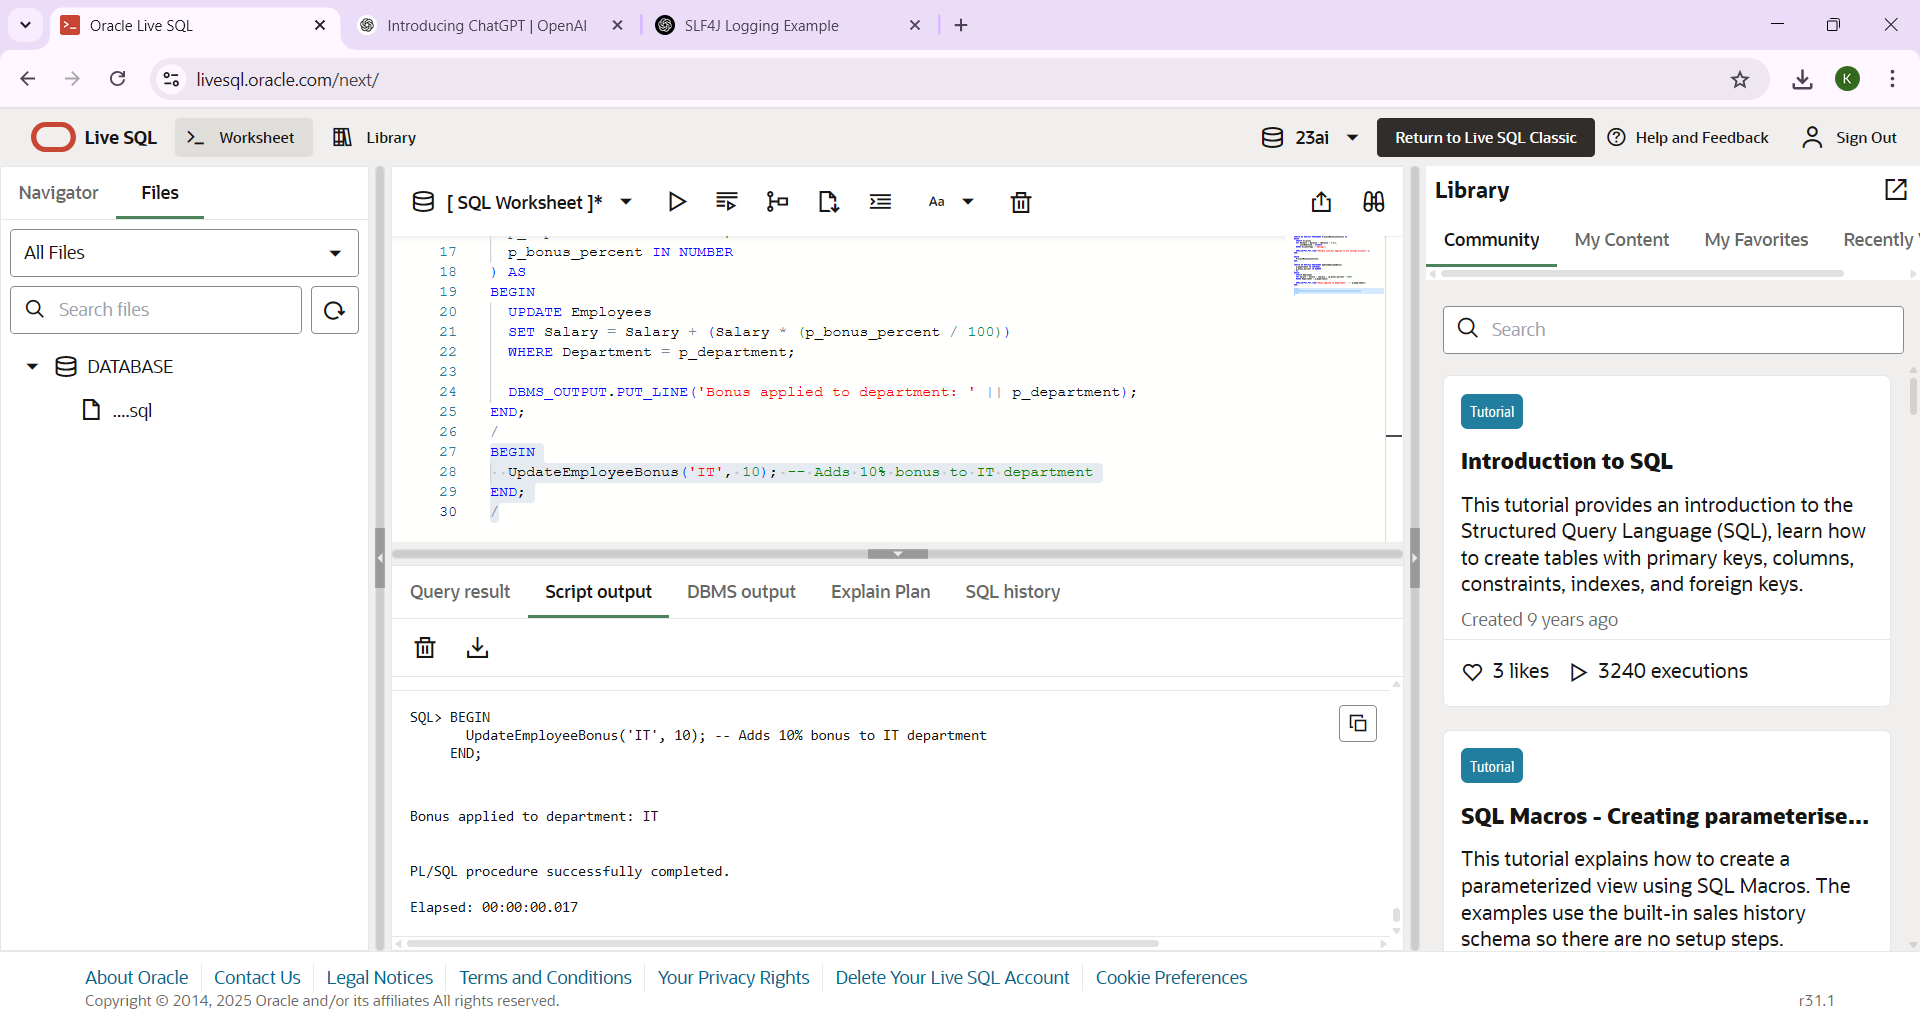 Oracle Live SQL
Introducing ChatGPT | OpenAI
SLF4J Logging Example
livesql.oracle.com/next/
K
Live SQL
Worksheet
Library
23ai
Return to Live SQL Classic
Help and Feedback
Sign Out
Navigator
Files
All Files
Search files
DATABASE
....sql
[ SQL Worksheet ]*
Aa
17 p_bonus_percent IN NUMBER
18 ) AS
19 BEGIN
20 UPDATE Employees
21 SET Salary = Salary + (Salary * (p_bonus_percent / 100))
22 WHERE Department = p_department;
23
24 DBMS_OUTPUT.PUT_LINE('Bonus applied to department: ' || p_department);
25 END;
26 /
27 BEGIN
28 UpdateEmployeeBonus('IT', 10); -- Adds 10% bonus to IT department
29 END;
30 /
Query result
Script output
DBMS output
Explain Plan
SQL history
SQL> BEGIN
UpdateEmployeeBonus('IT', 10); -- Adds 10% bonus to IT department
END;
Bonus applied to department: IT
PL/SQL procedure successfully completed.
Elapsed: 00:00:00.017
Library
Community
My Content
My Favorites
Recently
Search
Tutorial
Introduction to SQL
This tutorial provides an introduction to the
Structured Query Language (SQL), learn how
to create tables with primary keys, columns,
constraints, indexes, and foreign keys.
Created 9 years ago
3 likes
3240 executions
Tutorial
SQL Macros - Creating parameterise...
This tutorial explains how to create a
parameterized view using SQL Macros. The
examples use the built-in sales history
schema so there are no setup steps.
About Oracle
Contact Us
Legal Notices
Terms and Conditions
Your Privacy Rights
Delete Your Live SQL Account
Cookie Preferences
Copyright © 2014, 2025 Oracle and/or its affiliates All rights reserved.
r31.1